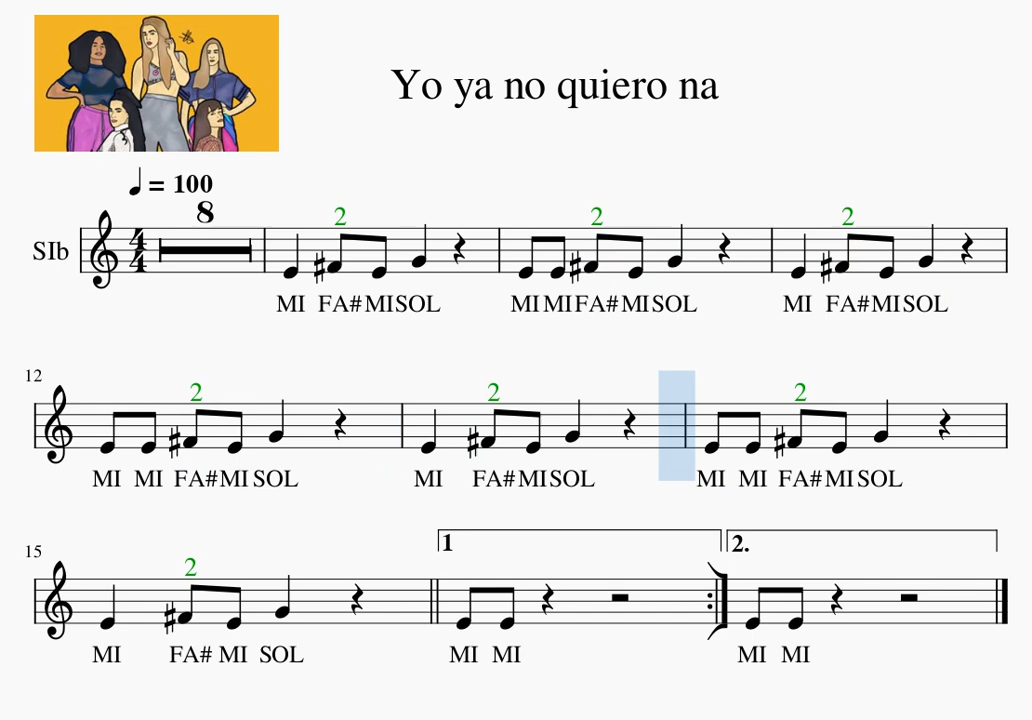 Yo ya no quiero na
= 100
8
2 2 2
SIb
4
4
MI FA# MI SOL MI MI FA# MI SOL MI FA# MI SOL
12
2 2 2
MI MI FA# MI SOL MI FA# MI SOL MI MI FA# MI SOL
1 2.
15
2
MI FA# MI SOL MI MI MI MI